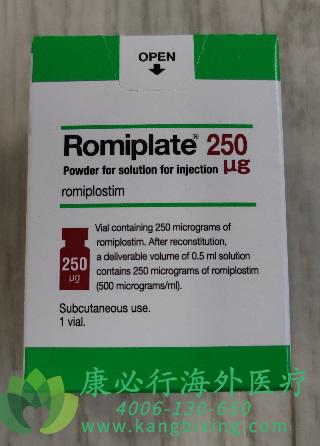 OPEN
Romiplate® 250 µg
Powder for solution for injection
romiplostim
Vial containing 250 micrograms of
romiplostim. After reconstitution,
a deliverable volume of 0.5 ml solution
contains 250 micrograms of romiplostim
(500 micrograms/ml).
250
µg
Subcutaneous use.
1 vial.
康必行海外医疗
4006-130-650
www.kangbixing.com